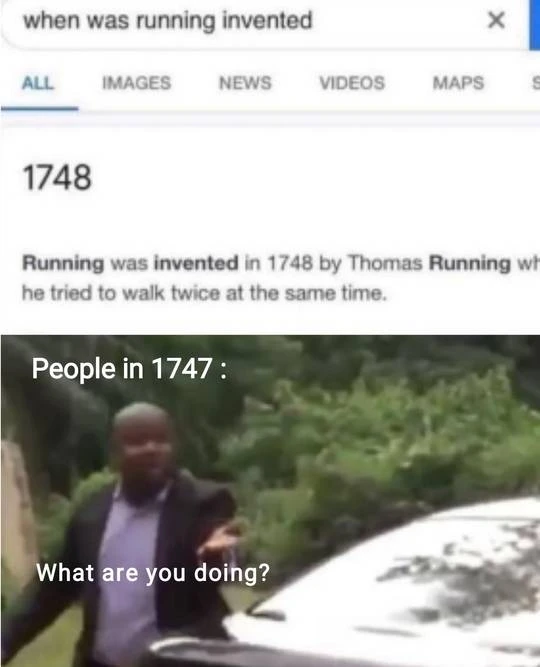 when was running invented ×
ALL IMAGES NEWS VIDEOS MAPS
1748
Running was invented in 1748 by Thomas Running
he tried to walk twice at the same time.
People in 1747 :
What are you doing?